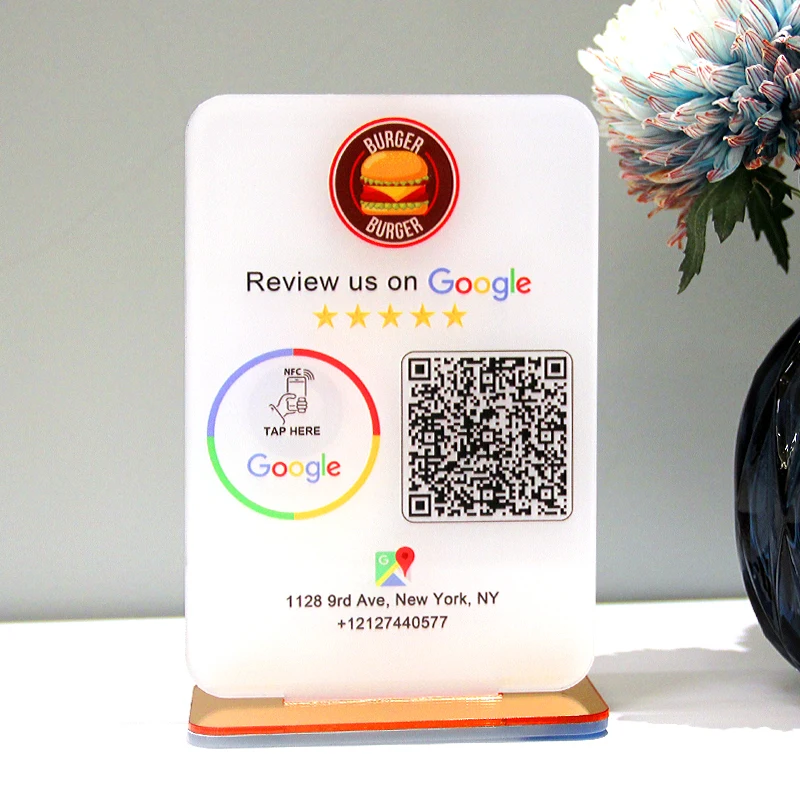 BURGER
BURGER
Review us on Google
NFC
TAP HERE
Google
G
1128 9rd Ave, New York, NY
+12127440577